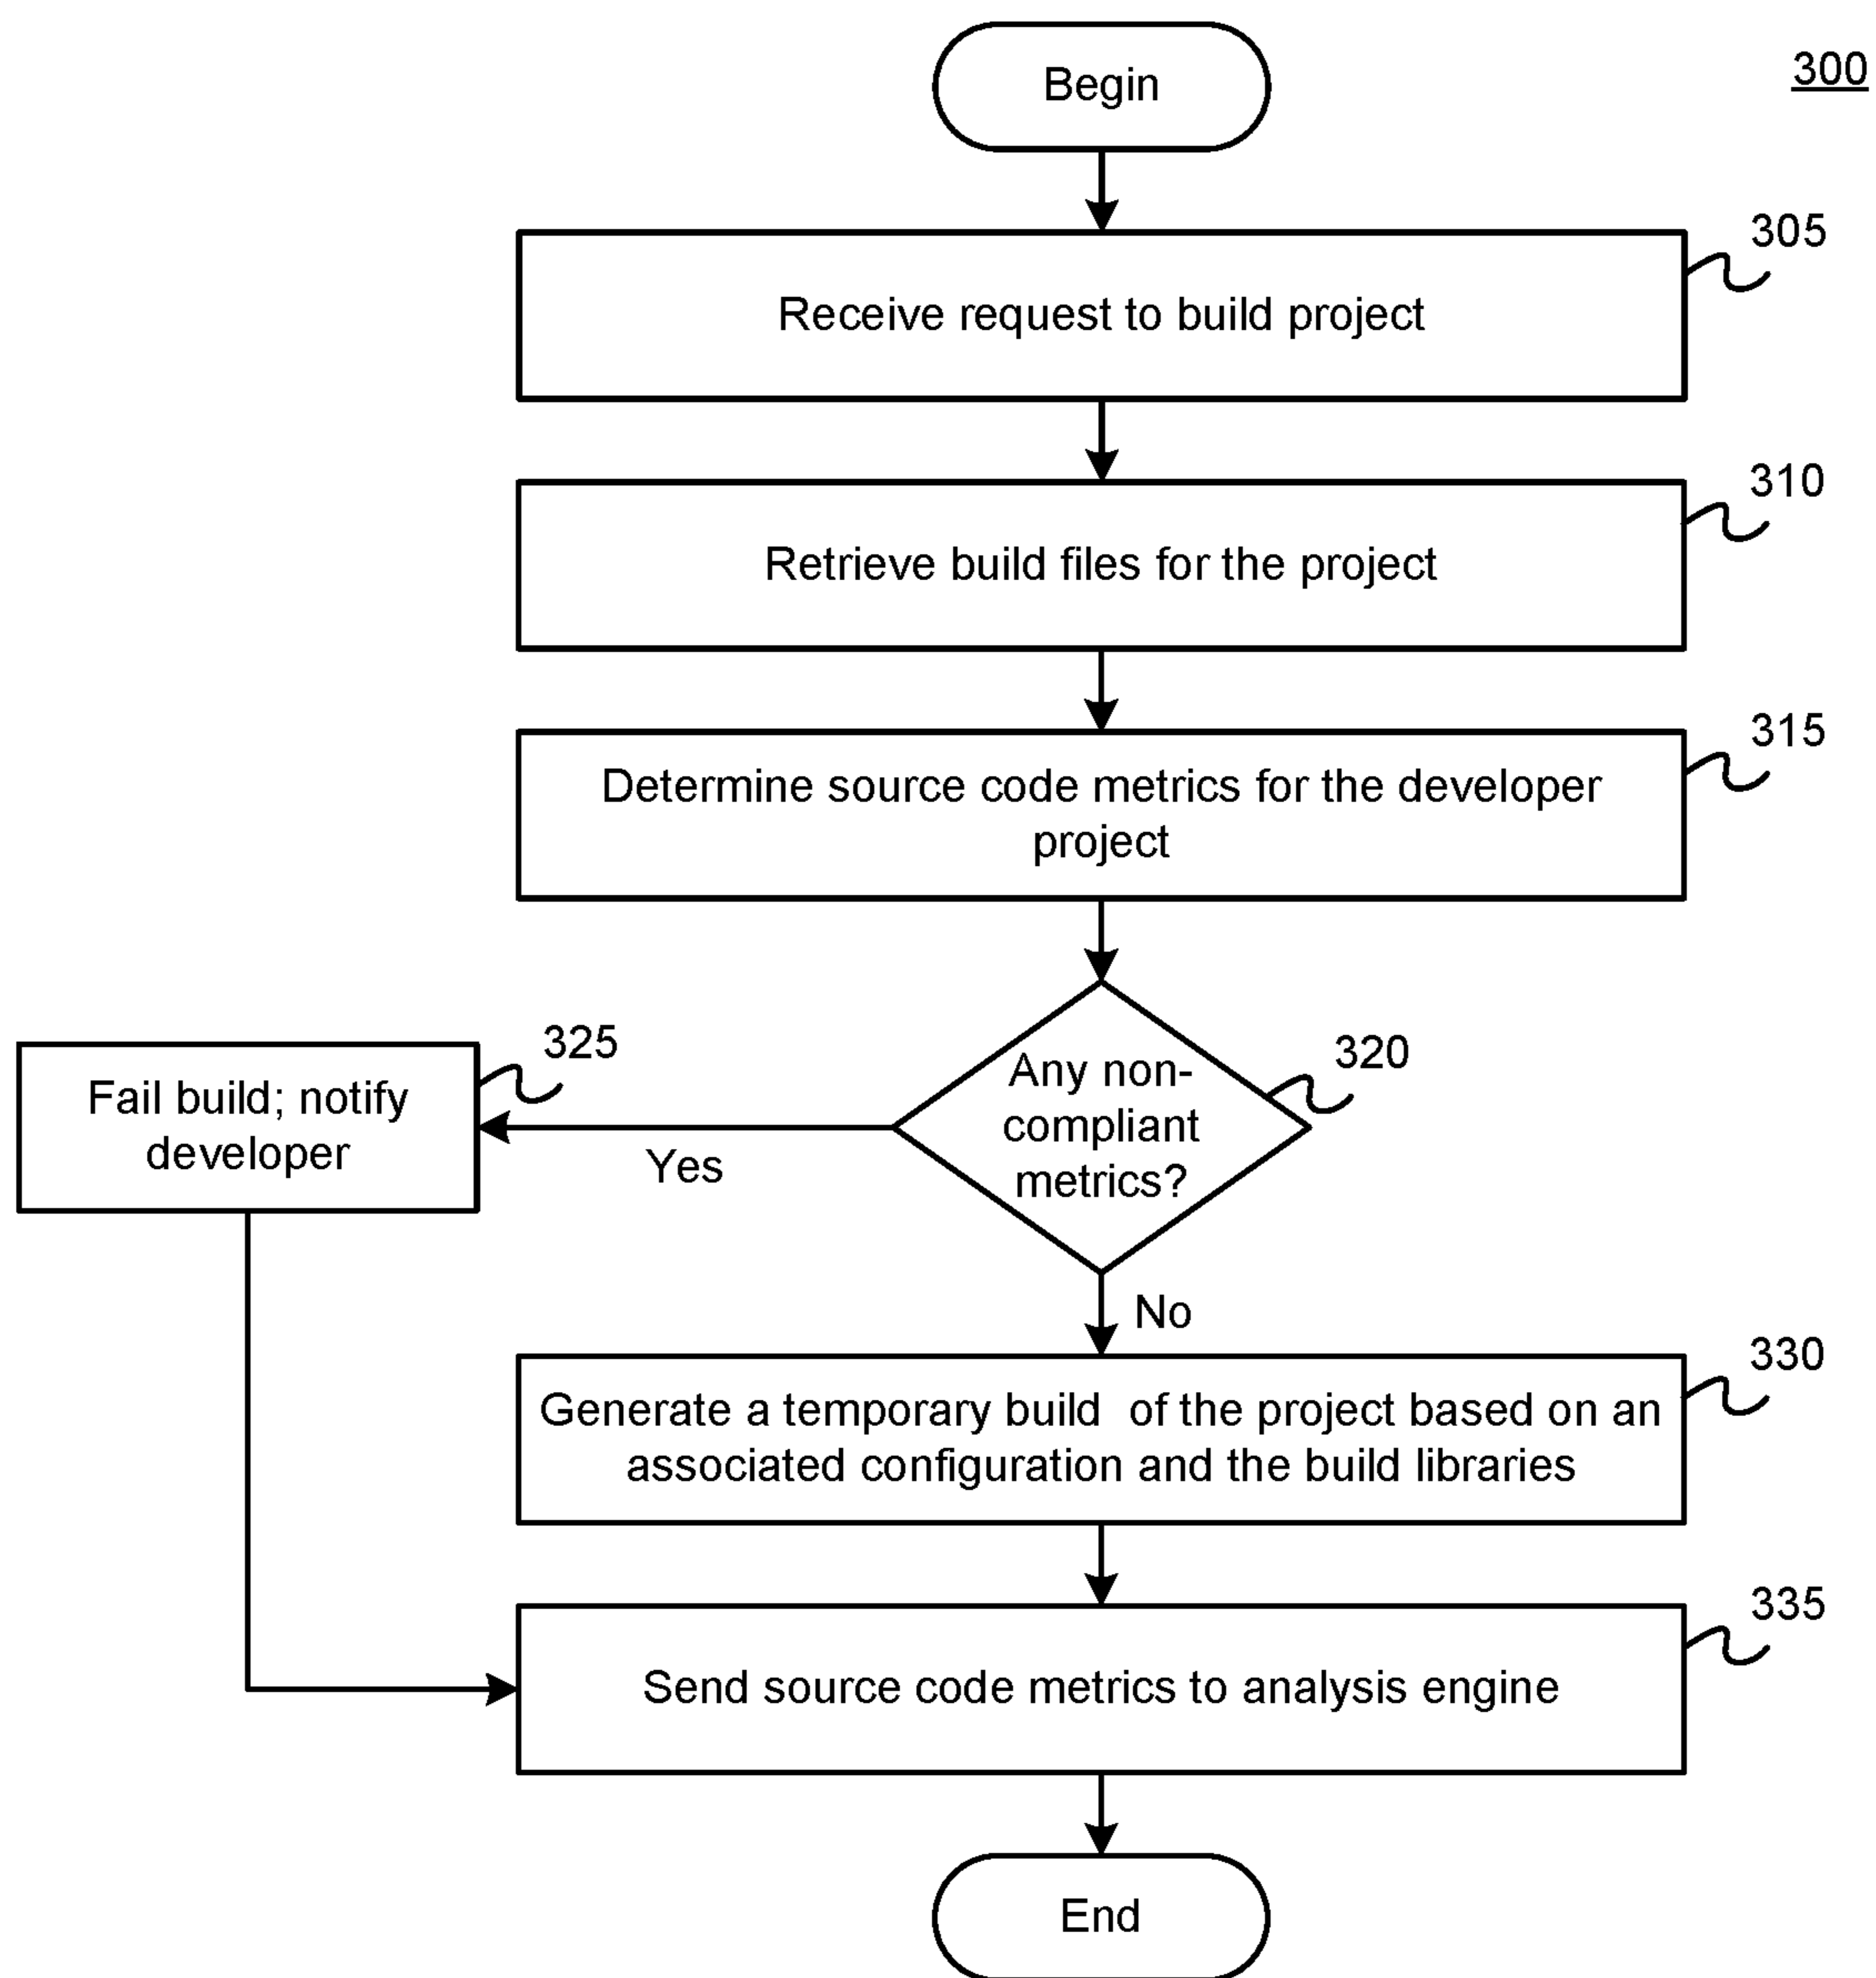 300
Begin
305
Receive request to build project
310
Retrieve build files for the project
315
Determine source code metrics for the developer
project
320
Any non-
compliant
metrics?
325
Fail build; notify
developer
Yes
No
330
Generate a temporary build  of the project based on an
associated configuration and the build libraries
335
Send source code metrics to analysis engine
End